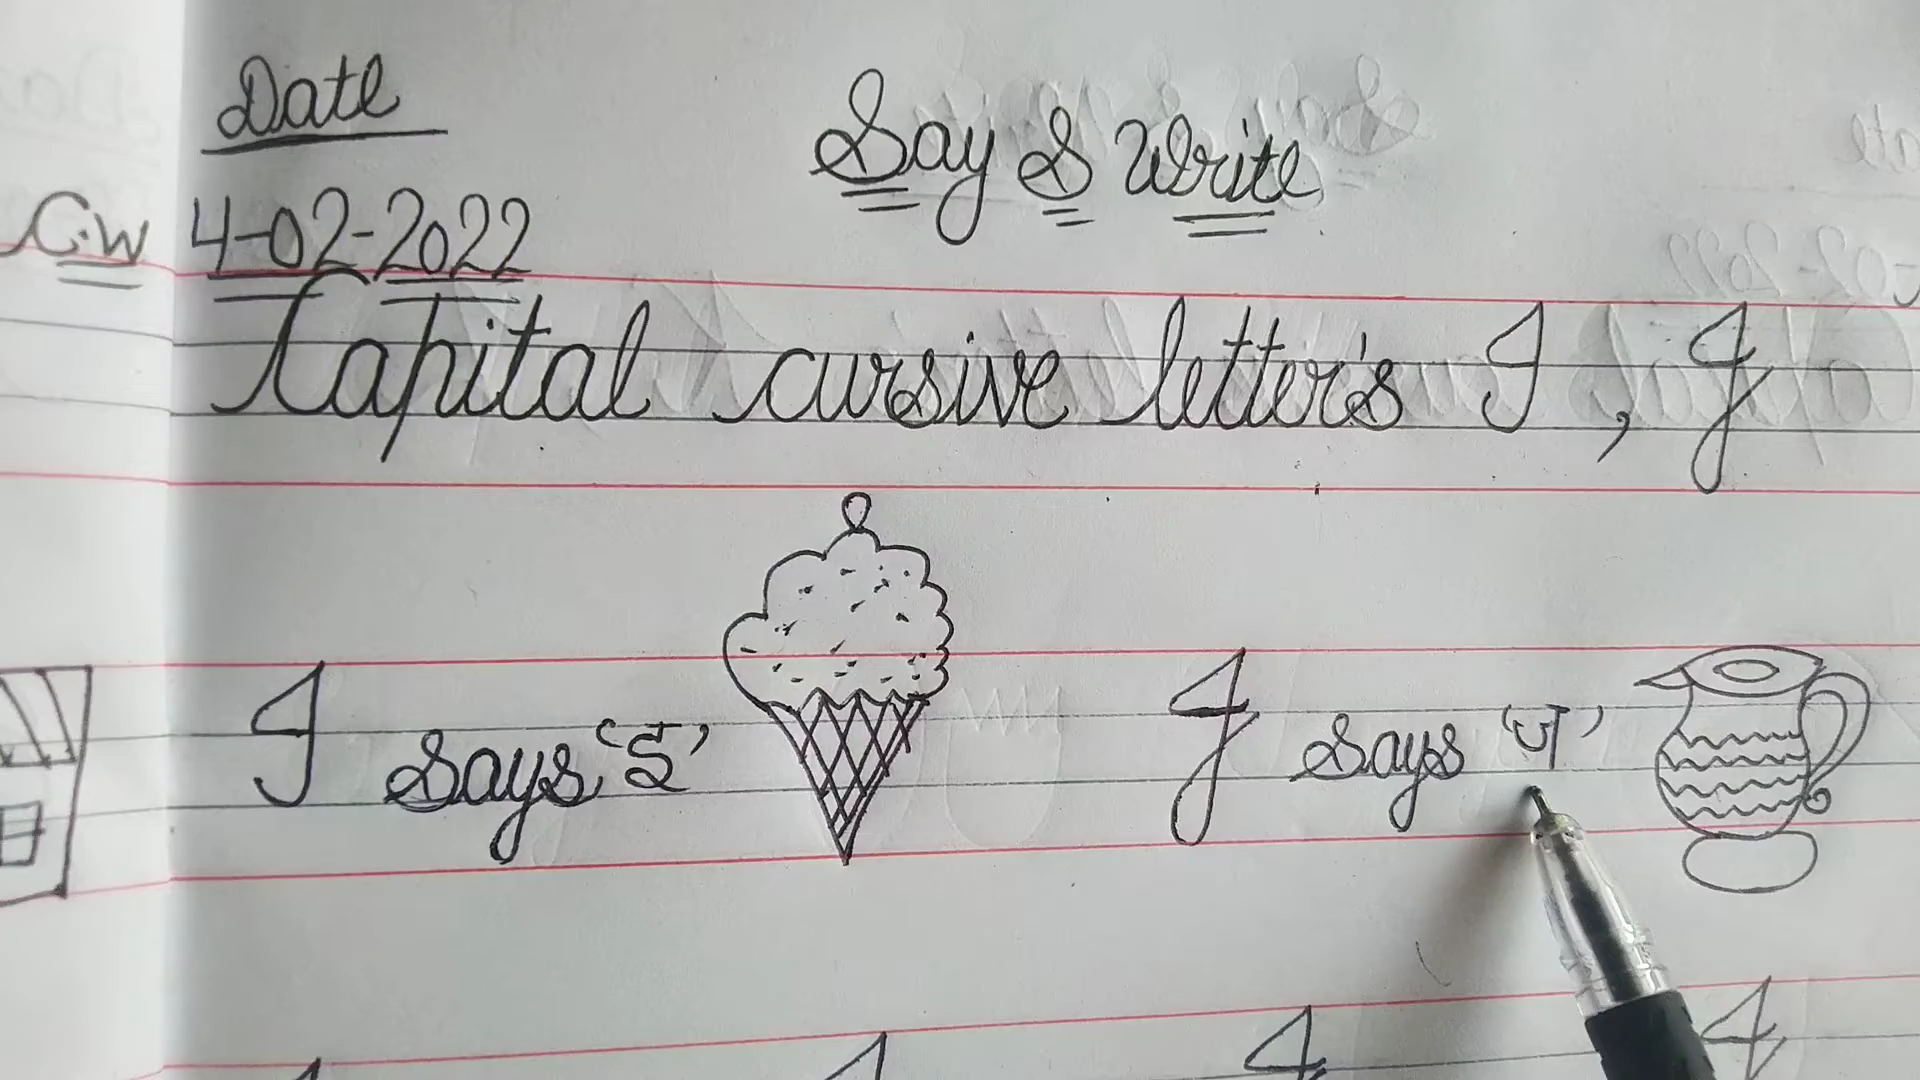 Date
Say & Write
C.W 4-02-2022
Capital cursive letter's I, J
I says 'इ' J says 'ज'